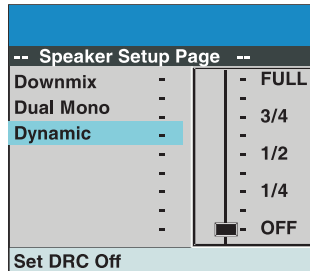 -- Speaker Setup Page --
Downmix -
Dual Mono -
Dynamic -
-
-
-
-
- FULL
-
- 3/4
-
- 1/2
-
- 1/4
-
- OFF
Set DRC Off